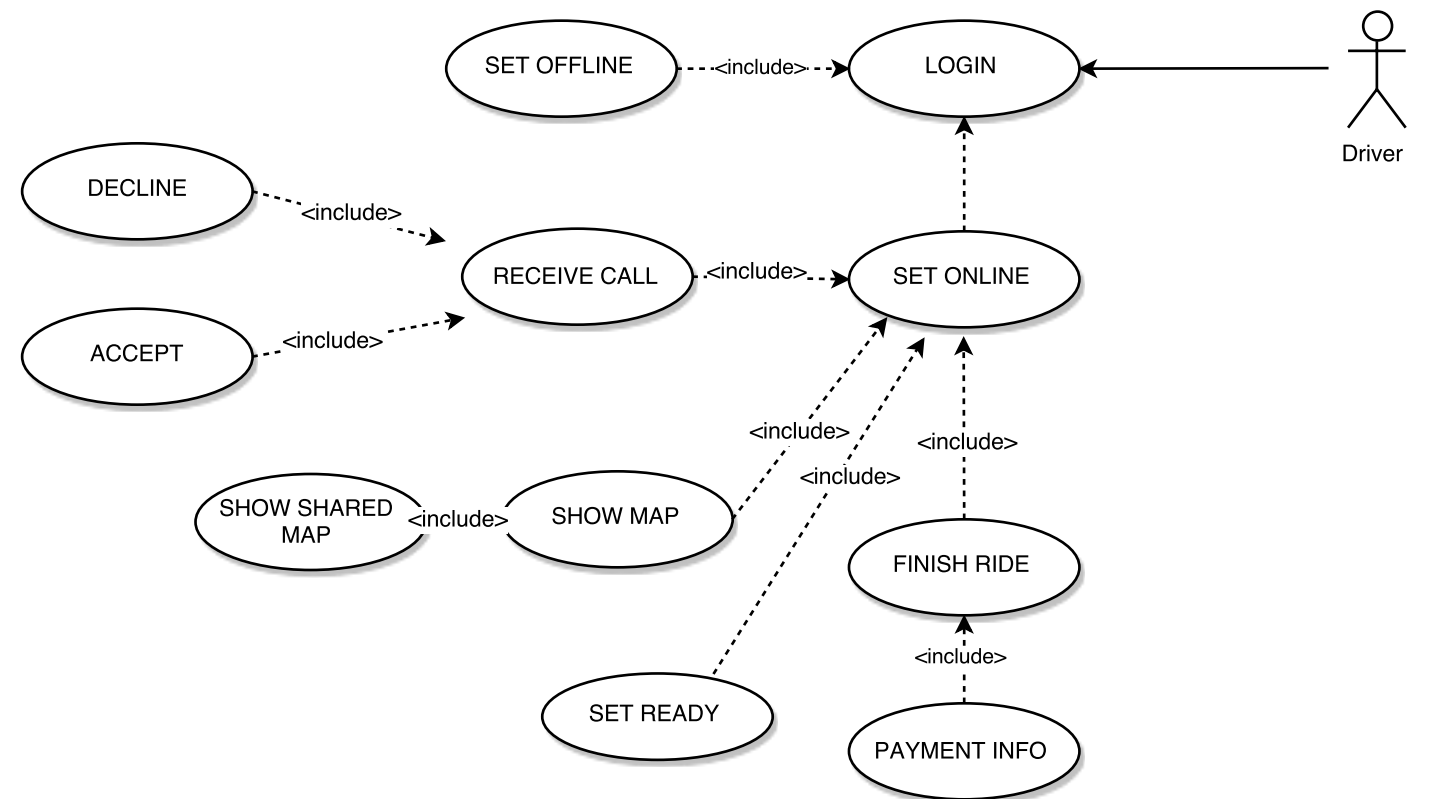 SET OFFLINE
<include>
LOGIN
Driver
DECLINE
<include>
RECEIVE CALL
<include>
SET ONLINE
ACCEPT
<include>
<include>
<include>
<include>
SHOW SHARED
MAP
<include>
SHOW MAP
FINISH RIDE
<include>
SET READY
PAYMENT INFO